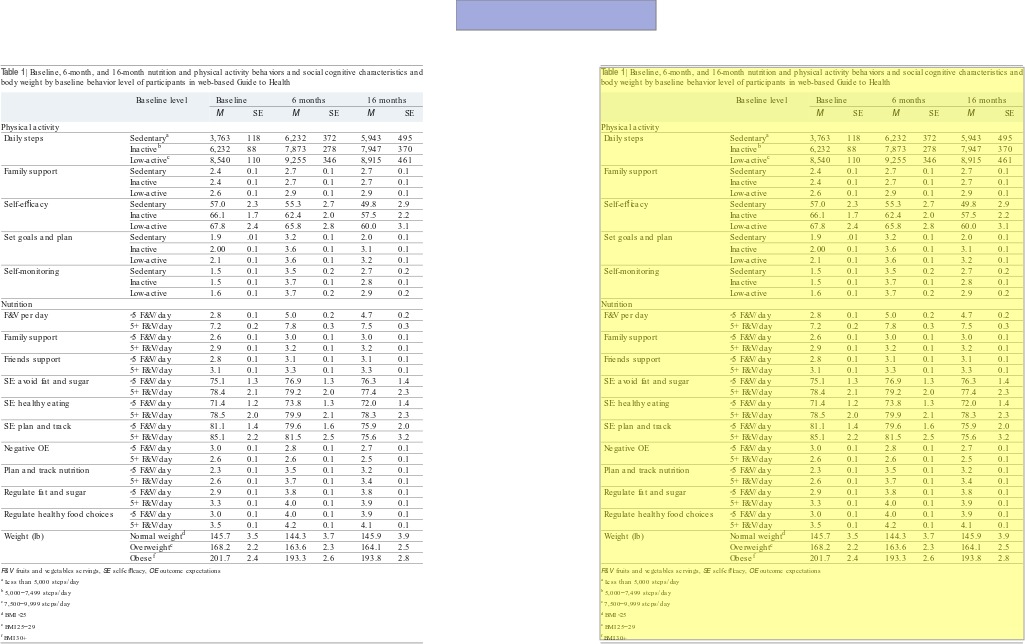 Table 1| Baseline, 6-month, and 16-month nutrition and physical activity behaviors and social cognitive characteristics and
body weight by baseline behavior level of participants in web-based Guide to Health
Baseline level Baseline 6 months 16 months
M SE M SE M SE
Physical activity
Daily steps Sedentary^a 3,763 118 6,232 372 5,943 495
Inactive^b 6,232 88 7,873 278 7,947 370
Low-active^c 8,540 110 9,255 346 8,915 461
Family support Sedentary 2.4 0.1 2.7 0.1 2.7 0.1
Inactive 2.4 0.1 2.7 0.1 2.7 0.1
Low-active 2.6 0.1 2.9 0.1 2.9 0.1
Self-efficacy Sedentary 57.0 2.3 55.3 2.7 49.8 2.9
Inactive 66.1 1.7 62.4 2.0 57.5 2.2
Low-active 67.8 2.4 65.8 2.8 60.0 3.1
Set goals and plan Sedentary 1.9 .01 3.2 0.1 2.0 0.1
Inactive 2.00 0.1 3.6 0.1 3.1 0.1
Low-active 2.1 0.1 3.6 0.1 3.2 0.1
Self-monitoring Sedentary 1.5 0.1 3.5 0.2 2.7 0.2
Inactive 1.5 0.1 3.7 0.1 2.8 0.1
Low-active 1.6 0.1 3.7 0.2 2.9 0.2
Nutrition
F&V per day <5 F&V/day 2.8 0.1 5.0 0.2 4.7 0.2
5+ F&V/day 7.2 0.2 7.8 0.3 7.5 0.3
Family support <5 F&V/day 2.6 0.1 3.0 0.1 3.0 0.1
5+ F&V/day 2.9 0.1 3.2 0.1 3.2 0.1
Friends support <5 F&V/day 2.8 0.1 3.1 0.1 3.1 0.1
5+ F&V/day 3.1 0.1 3.3 0.1 3.3 0.1
SE: avoid fat and sugar <5 F&V/day 75.1 1.3 76.9 1.3 76.3 1.4
5+ F&V/day 78.4 2.1 79.2 2.0 77.4 2.3
SE: healthy eating <5 F&V/day 71.4 1.2 73.8 1.3 72.0 1.4
5+ F&V/day 78.5 2.0 79.9 2.1 78.3 2.3
SE: plan and track <5 F&V/day 81.1 1.4 79.6 1.6 75.9 2.0
5+ F&V/day 85.1 2.2 81.5 2.5 75.6 3.2
Negative OE <5 F&V/day 3.0 0.1 2.8 0.1 2.7 0.1
5+ F&V/day 2.6 0.1 2.6 0.1 2.5 0.1
Plan and track nutrition <5 F&V/day 2.3 0.1 3.5 0.1 3.2 0.1
5+ F&V/day 2.6 0.1 3.7 0.1 3.4 0.1
Regulate fat and sugar <5 F&V/day 2.9 0.1 3.8 0.1 3.8 0.1
5+ F&V/day 3.3 0.1 4.0 0.1 3.9 0.1
Regulate healthy food choices <5 F&V/day 3.0 0.1 4.0 0.1 3.9 0.1
5+ F&V/day 3.5 0.1 4.2 0.1 4.1 0.1
Weight (lb) Normal weight^d 145.7 3.5 144.3 3.7 145.9 3.9
Overweight^e 168.2 2.2 163.6 2.3 164.1 2.5
Obese^f 201.7 2.4 193.3 2.6 193.8 2.8
F&V fruits and vegetables servings, SE self-efficacy, OE outcome expectations
^a less than 5,000 steps/day
^b 5,000–7,499 steps/day
^c 7,500–9,999 steps/day
^d BMI <25
^e BMI 25–29
^f BMI 30+
Table 1| Baseline, 6-month, and 16-month nutrition and physical activity behaviors and social cognitive characteristics and
body weight by baseline behavior level of participants in web-based Guide to Health
Baseline level Baseline 6 months 16 months
M SE M SE M SE
Physical activity
Daily steps Sedentary^a 3,763 118 6,232 372 5,943 495
Inactive^b 6,232 88 7,873 278 7,947 370
Low-active^c 8,540 110 9,255 346 8,915 461
Family support Sedentary 2.4 0.1 2.7 0.1 2.7 0.1
Inactive 2.4 0.1 2.7 0.1 2.7 0.1
Low-active 2.6 0.1 2.9 0.1 2.9 0.1
Self-efficacy Sedentary 57.0 2.3 55.3 2.7 49.8 2.9
Inactive 66.1 1.7 62.4 2.0 57.5 2.2
Low-active 67.8 2.4 65.8 2.8 60.0 3.1
Set goals and plan Sedentary 1.9 .01 3.2 0.1 2.0 0.1
Inactive 2.00 0.1 3.6 0.1 3.1 0.1
Low-active 2.1 0.1 3.6 0.1 3.2 0.1
Self-monitoring Sedentary 1.5 0.1 3.5 0.2 2.7 0.2
Inactive 1.5 0.1 3.7 0.1 2.8 0.1
Low-active 1.6 0.1 3.7 0.2 2.9 0.2
Nutrition
F&V per day <5 F&V/day 2.8 0.1 5.0 0.2 4.7 0.2
5+ F&V/day 7.2 0.2 7.8 0.3 7.5 0.3
Family support <5 F&V/day 2.6 0.1 3.0 0.1 3.0 0.1
5+ F&V/day 2.9 0.1 3.2 0.1 3.2 0.1
Friends support <5 F&V/day 2.8 0.1 3.1 0.1 3.1 0.1
5+ F&V/day 3.1 0.1 3.3 0.1 3.3 0.1
SE: avoid fat and sugar <5 F&V/day 75.1 1.3 76.9 1.3 76.3 1.4
5+ F&V/day 78.4 2.1 79.2 2.0 77.4 2.3
SE: healthy eating <5 F&V/day 71.4 1.2 73.8 1.3 72.0 1.4
5+ F&V/day 78.5 2.0 79.9 2.1 78.3 2.3
SE: plan and track <5 F&V/day 81.1 1.4 79.6 1.6 75.9 2.0
5+ F&V/day 85.1 2.2 81.5 2.5 75.6 3.2
Negative OE <5 F&V/day 3.0 0.1 2.8 0.1 2.7 0.1
5+ F&V/day 2.6 0.1 2.6 0.1 2.5 0.1
Plan and track nutrition <5 F&V/day 2.3 0.1 3.5 0.1 3.2 0.1
5+ F&V/day 2.6 0.1 3.7 0.1 3.4 0.1
Regulate fat and sugar <5 F&V/day 2.9 0.1 3.8 0.1 3.8 0.1
5+ F&V/day 3.3 0.1 4.0 0.1 3.9 0.1
Regulate healthy food choices <5 F&V/day 3.0 0.1 4.0 0.1 3.9 0.1
5+ F&V/day 3.5 0.1 4.2 0.1 4.1 0.1
Weight (lb) Normal weight^d 145.7 3.5 144.3 3.7 145.9 3.9
Overweight^e 168.2 2.2 163.6 2.3 164.1 2.5
Obese^f 201.7 2.4 193.3 2.6 193.8 2.8
F&V fruits and vegetables servings, SE self-efficacy, OE outcome expectations
^a less than 5,000 steps/day
^b 5,000–7,499 steps/day
^c 7,500–9,999 steps/day
^d BMI <25
^e BMI 25–29
^f BMI 30+